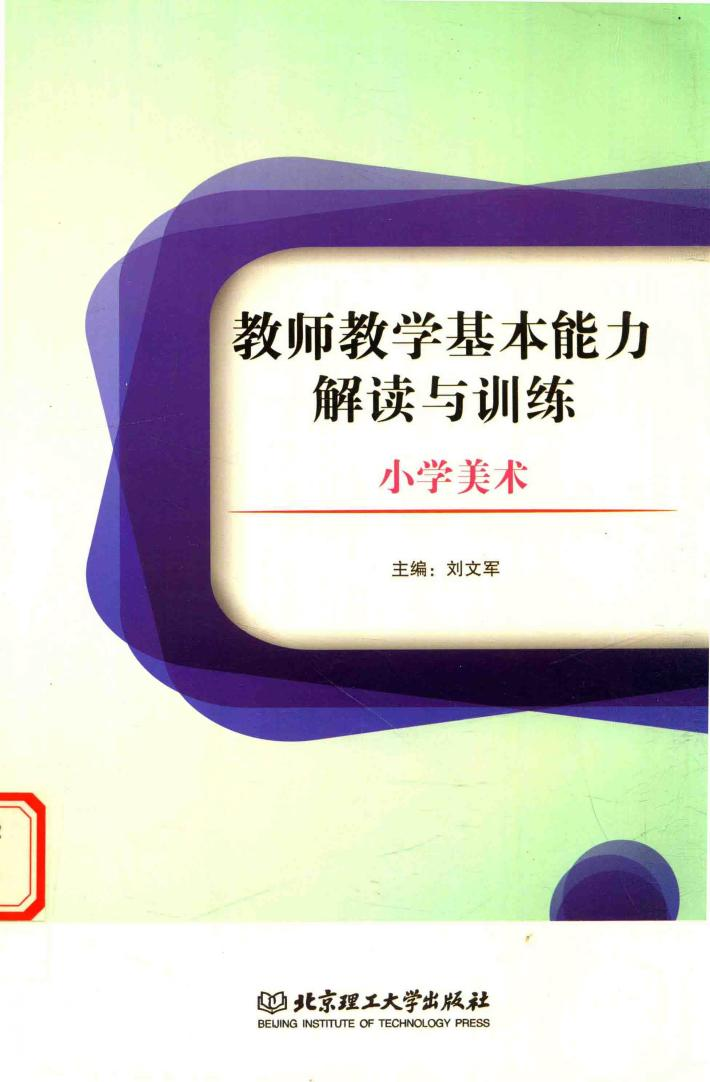 教师教学基本能力
解读与训练
小学美术
主编：刘文军
北京理工大学出版社
BEIJING INSTITUTE OF TECHNOLOGY PRESS